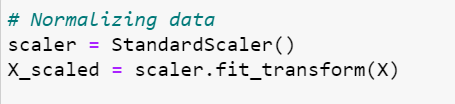 # Normalizing data
scaler = StandardScaler()
X_scaled = scaler.fit_transform(X)